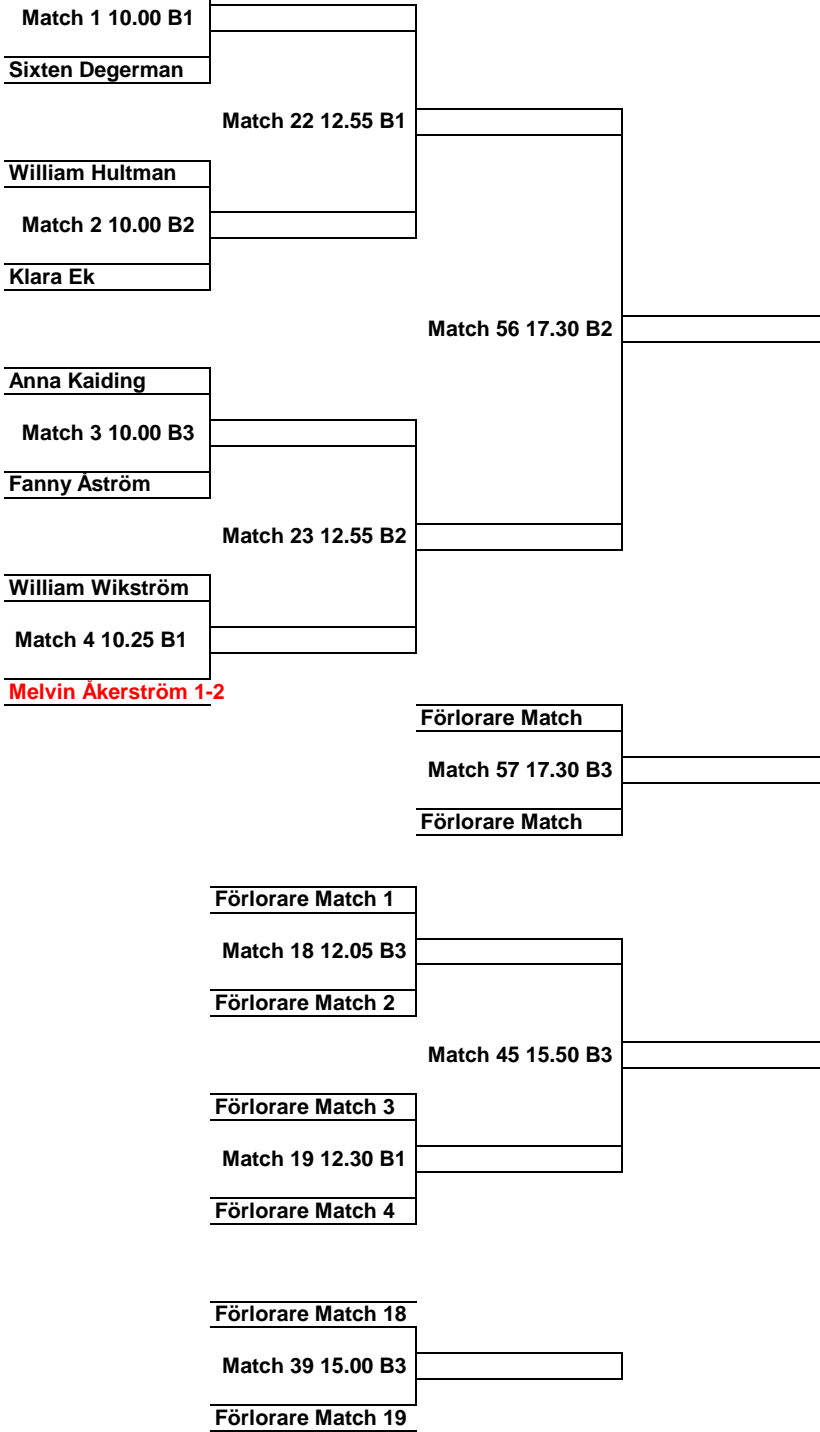 Match 1 10.00 B1
Sixten Degerman
Match 22 12.55 B1
William Hultman
Match 2 10.00 B2
Klara Ek
Match 56 17.30 B2
Anna Kaiding
Match 3 10.00 B3
Fanny Åström
Match 23 12.55 B2
William Wikström
Match 4 10.25 B1
Melvin Åkerström 1-2
Förlorare Match
Match 57 17.30 B3
Förlorare Match
Förlorare Match 1
Match 18 12.05 B3
Förlorare Match 2
Match 45 15.50 B3
Förlorare Match 3
Match 19 12.30 B1
Förlorare Match 4
Förlorare Match 18
Match 39 15.00 B3
Förlorare Match 19